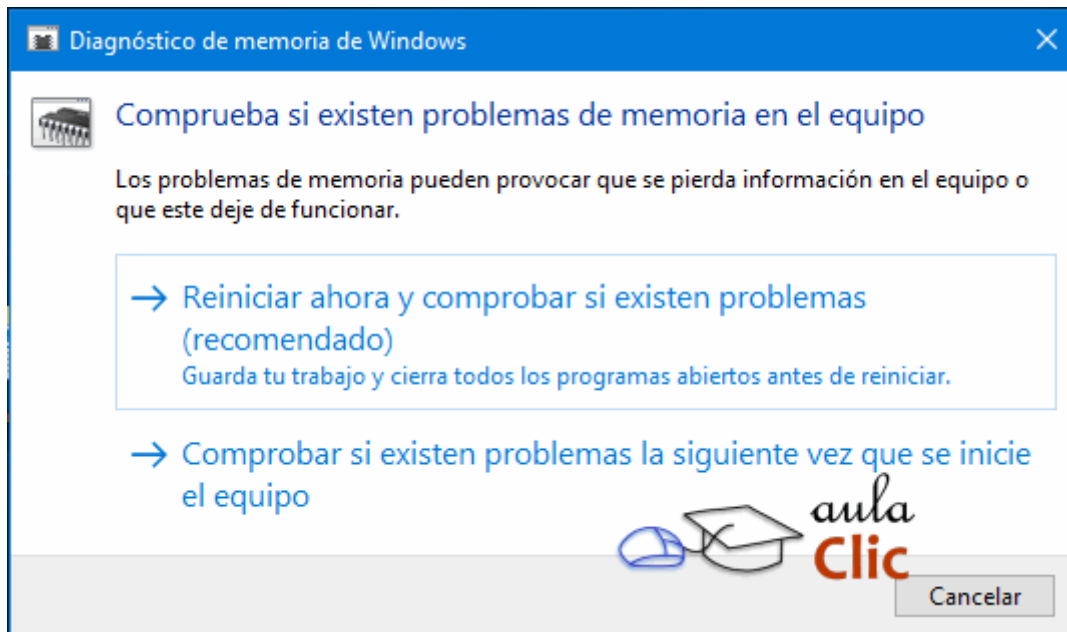 Diagnóstico de memoria de Windows
Comprueba si existen problemas de memoria en el equipo
Los problemas de memoria pueden provocar que se pierda información en el equipo o
que este deje de funcionar.
Reiniciar ahora y comprobar si existen problemas
(recomendado)
Guarda tu trabajo y cierra todos los programas abiertos antes de reiniciar.
Comprobar si existen problemas la siguiente vez que se inicie
el equipo
aula
Clic
Cancelar